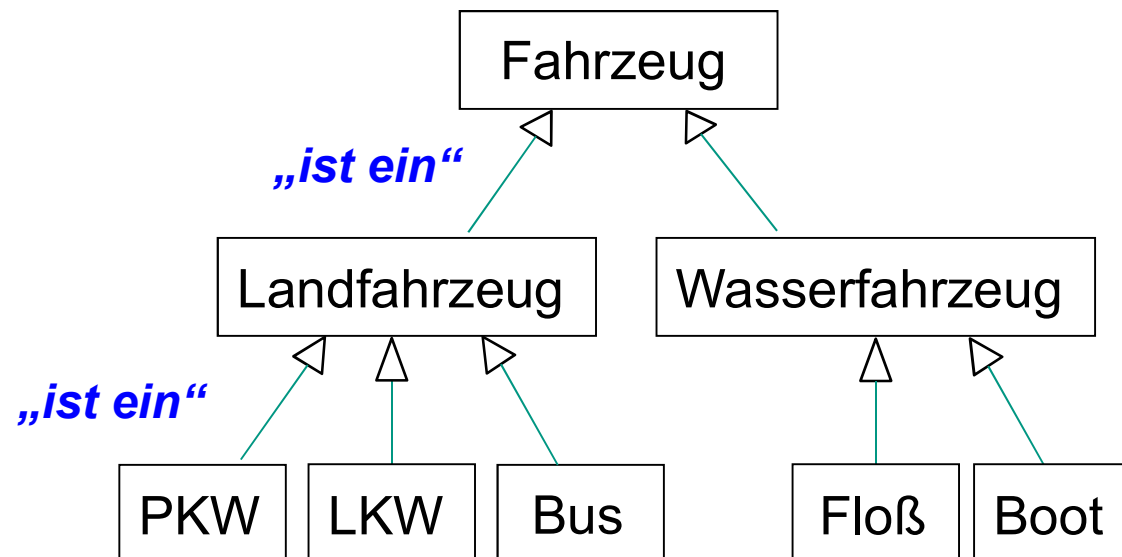 Fahrzeug
„ist ein“
Landfahrzeug
Wasserfahrzeug
„ist ein“
PKW
LKW
Bus
Floß
Boot